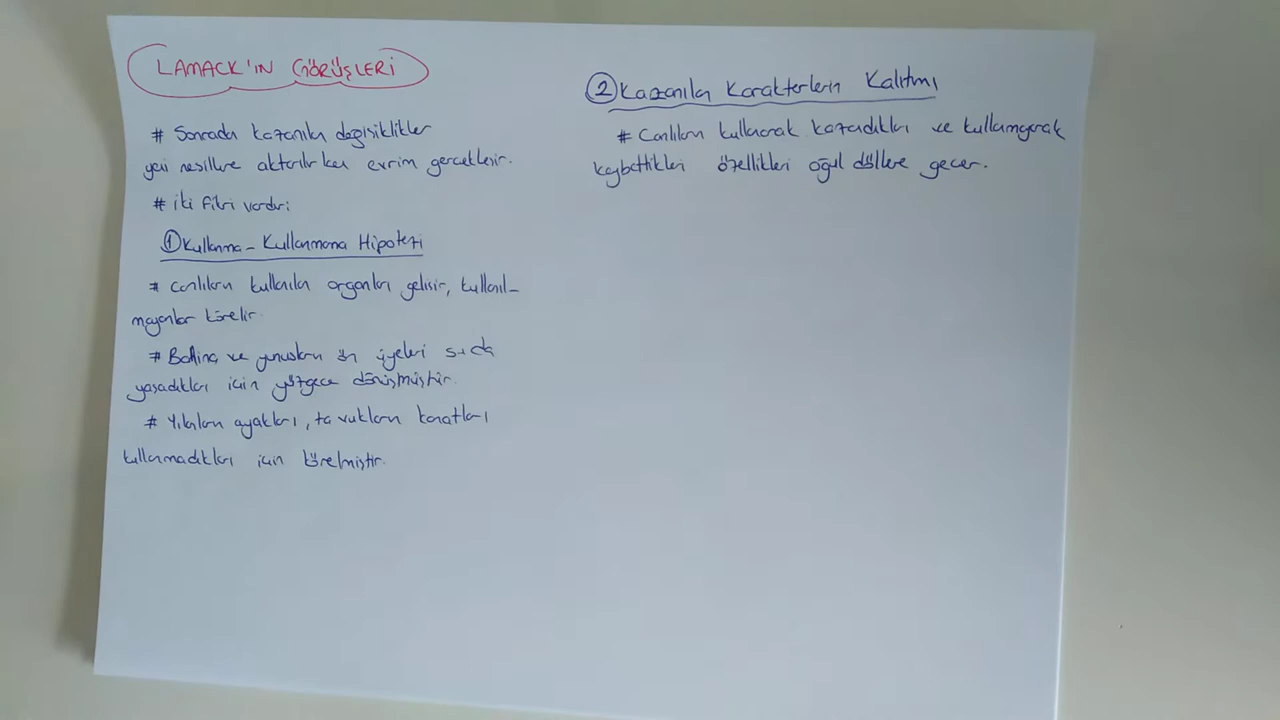 LAMACK'IN GÖRÜŞLERİ
# Sonradan kazanılan değişiklikler
yeni nesillere aktarılırken evrim gerçekleşir.
# İki fikri vardır;
① Kullanma - Kullanmama Hipotezi
# Canlıların kullanılan organları gelişir, kullanıl-
mayanlar körelir.
# Balina ve yunusların ön üyeleri suda
yaşadıkları için yüzgece dönüşmüştür.
# Yılanların ayakları, tavukların kanatları
kullanmadıkları için körelmiştir.
② Kazanılan Karakterlerin Kalıtımı
# Canlıların kullanarak kazandıkları ve kullanmayarak
kaybettikleri özellikleri oğul döllere geçer.